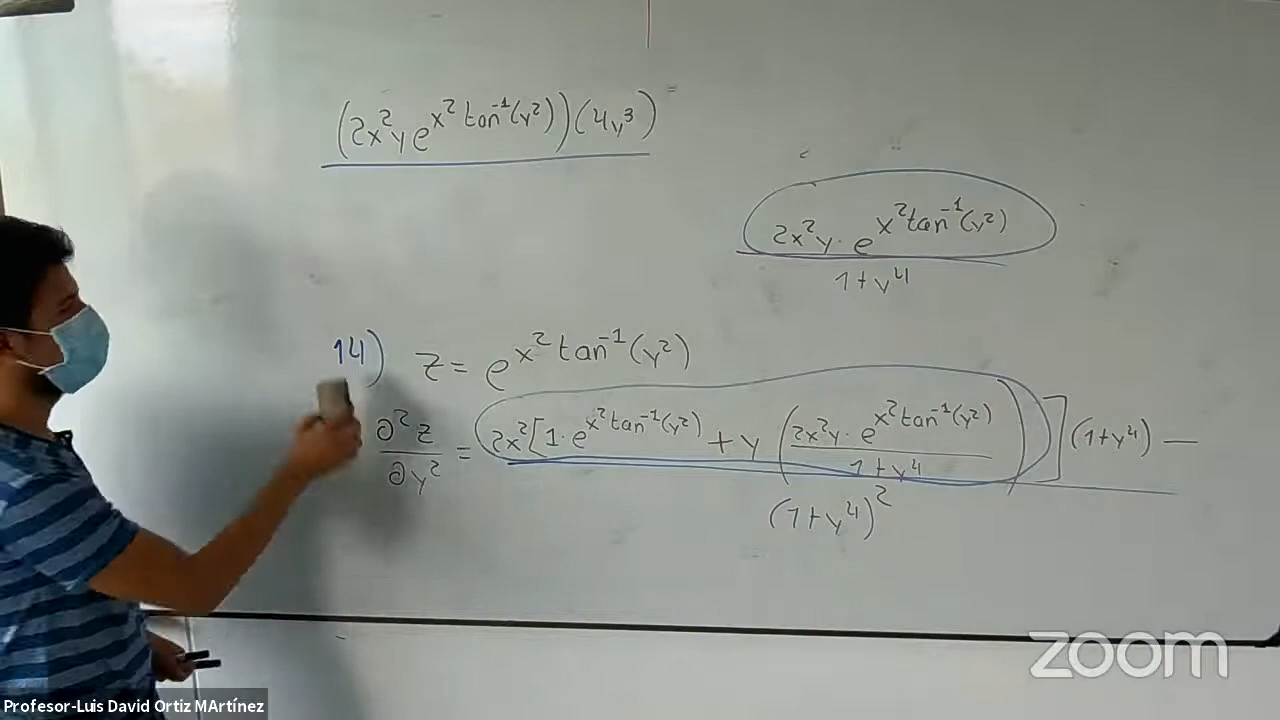 (2x²y e^{x² tan⁻¹(y²)})(4y³) =
2x²y · e^{x² tan⁻¹(y²)}
1+y⁴
14) z = e^{x² tan⁻¹(y²)}
∂²z = 2x²[1·e^{x² tan⁻¹(y²)} + y (2x²y · e^{x² tan⁻¹(y²)} / 1+y⁴)](1+y⁴) —
∂y² (1+y⁴)²
zoom
Profesor-Luis David Ortiz MArtínez